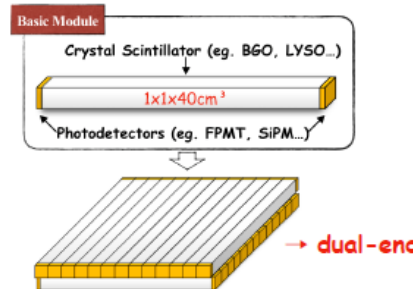 Basic Module
Crystal Scintillator (eg. BGO, LYSO…)
1x1x40cm³
Photodetectors (eg. FPMT, SiPM…)
→ dual-end